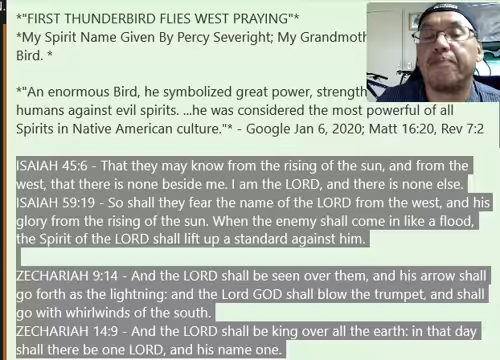 *"FIRST THUNDERBIRD FLIES WEST PRAYING"*
*My Spirit Name Given By Percy Severight; My Grandmoth
Bird. *
*"An enormous Bird, he symbolized great power, strength
humans against evil spirits. ...he was considered the most powerful of all
Spirits in Native American culture."* - Google Jan 6, 2020; Matt 16:20, Rev 7:2
ISAIAH 45:6 - That they may know from the rising of the sun, and from the
west, that there is none beside me. I am the LORD, and there is none else.
ISAIAH 59:19 - So shall they fear the name of the LORD from the west, and his
glory from the rising of the sun. When the enemy shall come in like a flood,
the Spirit of the LORD shall lift up a standard against him.
ZECHARIAH 9:14 - And the LORD shall be seen over them, and his arrow shall
go forth as the lightning: and the Lord GOD shall blow the trumpet, and shall
go with whirlwinds of the south.
ZECHARIAH 14:9 - And the LORD shall be king over all the earth: in that day
shall there be one LORD, and his name one.